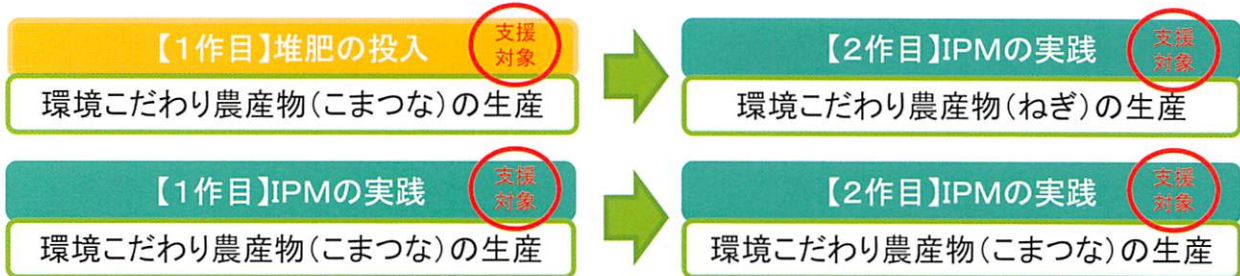 【1作目】堆肥の投入
支援
対象
環境こだわり農産物(こまつな)の生産
【2作目】IPMの実践
支援
対象
環境こだわり農産物(ねぎ)の生産
【1作目】IPMの実践
支援
対象
環境こだわり農産物(こまつな)の生産
【2作目】IPMの実践
支援
対象
環境こだわり農産物(こまつな)の生産